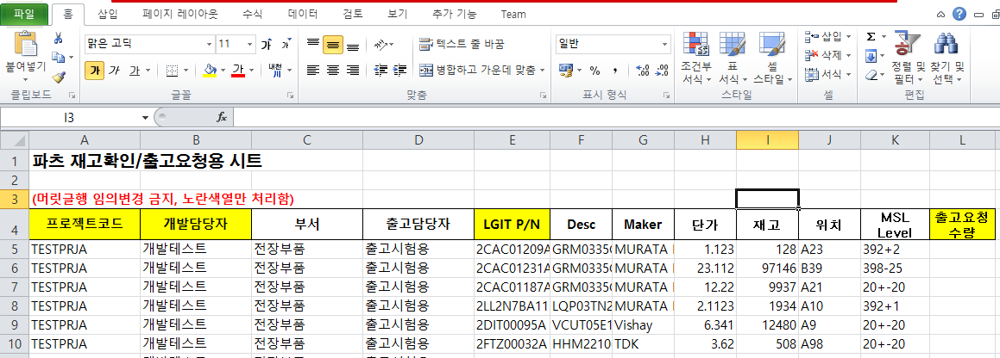 파일 홈 삽입 페이지 레이아웃 수식 데이터 검토 보기 추가 기능 Team
맑은 고딕 11 가 가 텍스트 줄 바꿈 일반 조건부 서식 표 서식 셀 스타일 삽입 Σ 정렬 및 필터 찾기 및 선택
붙여넣기 가 가 가 가 내천 병합하고 가운데 맞춤 % , 삭제
서식
클립보드 글꼴 맞춤 표시 형식 스타일 셀 편집
I3 fx
A B C D E F G H I J K L
1 파츠 재고확인/출고요청용 시트
2
3 (머릿글행 임의변경 금지, 노란색열만 처리함)
4 프로젝트코드 개발담당자 부서 출고담당자 LGIT P/N Desc Maker 단가 재고 위치 MSL Level 출고요청 수량
5 TESTPRJA 개발테스트 전장부품 출고시험용 2CAC01209A GRM0335 MURATA 1.123 128 A23 392+2
6 TESTPRJA 개발테스트 전장부품 출고시험용 2CAC01231A GRM0335 MURATA 23.112 97146 B39 398-25
7 TESTPRJA 개발테스트 전장부품 출고시험용 2CAC01187A GRM0335 MURATA 12.22 9937 A21 20+-20
8 TESTPRJA 개발테스트 전장부품 출고시험용 2LL2N7BA11 LQP03TN2 MURATA 2.1123 1934 A10 392+1
9 TESTPRJA 개발테스트 전장부품 출고시험용 2DIT00095A VCUT05E1 Vishay 6.341 12480 A9 20+-20
10 TESTPRJA 개발테스트 전장부품 출고시험용 2FTZ00032A HHM2210 TDK 3.62 508 A98 20+-20